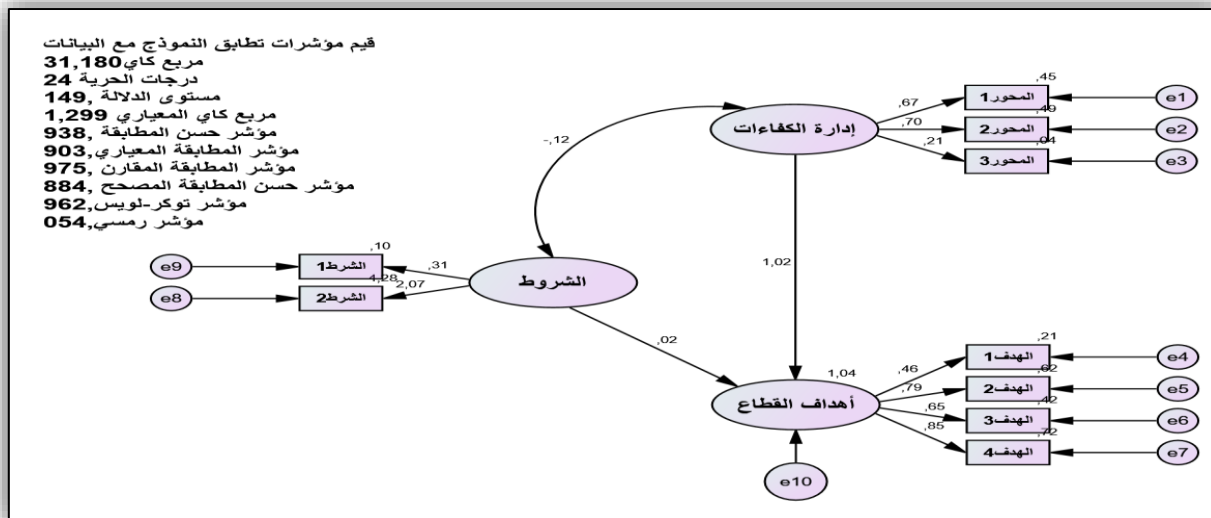 قيم مؤشرات تطابق النموذج مع البيانات
مربع كاي31,180
درجات الحرية 24
مستوى الدلالة ,149
مربع كاي المعياري 1,299
مؤشر حسن المطابقة ,938
مؤشر المطابقة المعياري,903
مؤشر المطابقة المقارن ,975
مؤشر حسن المطابقة المصحح ,884
مؤشر توكر-لويس,962
مؤشر رمسي,054
,45
المحور1
e1
,67
,49
المحور2
e2
,70
,04
المحور3
e3
,21
إدارة الكفاءات
-,12
,10
الشرط1
e9
,31
4,28
الشرط2
e8
2,07
الشروط
1,02
,02
1,04
أهداف القطاع
e10
,21
الهدف1
e4
,46
,62
الهدف2
e5
,79
,42
الهدف3
e6
,65
,72
الهدف4
e7
,85